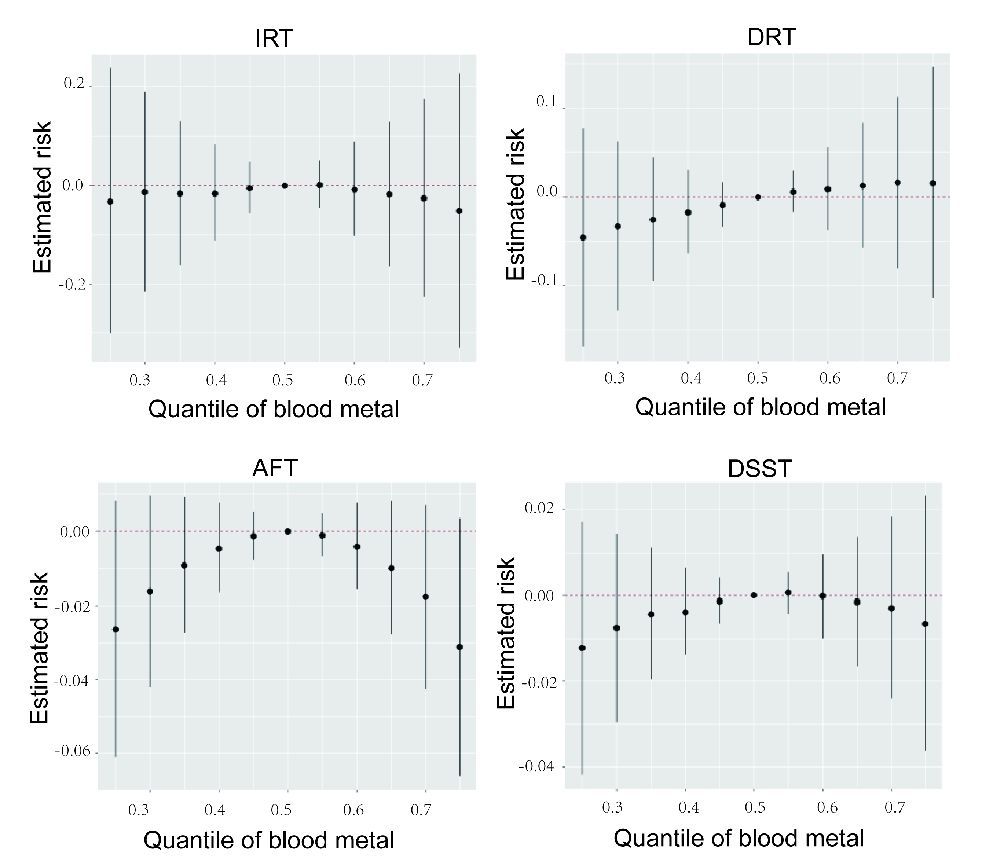 IRT
Estimated risk
0.2
0.0
-0.2
0.3 0.4 0.5 0.6 0.7
Quantile of blood metal
DRT
Estimated risk
0.1
0.0
-0.1
0.3 0.4 0.5 0.6 0.7
Quantile of blood metal
AFT
Estimated risk
0.00
-0.02
-0.04
-0.06
0.3 0.4 0.5 0.6 0.7
Quantile of blood metal
DSST
Estimated risk
0.02
0.00
-0.02
-0.04
0.3 0.4 0.5 0.6 0.7
Quantile of blood metal